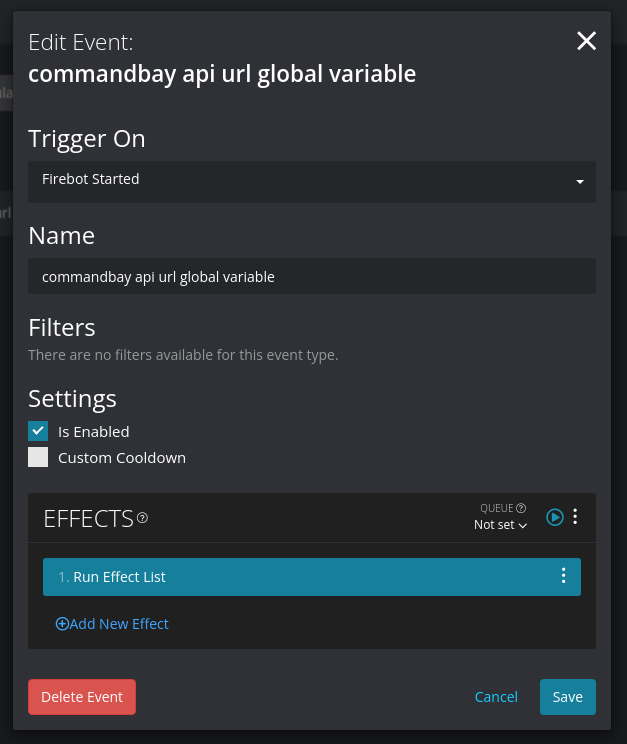 Edit Event:
commandbay api url global variable
Trigger On
Firebot Started
Name
commandbay api url global variable
Filters
There are no filters available for this event type.
Settings
Is Enabled
Custom Cooldown
EFFECTS
QUEUE
Not set
1. Run Effect List
Add New Effect
Delete Event
Cancel
Save